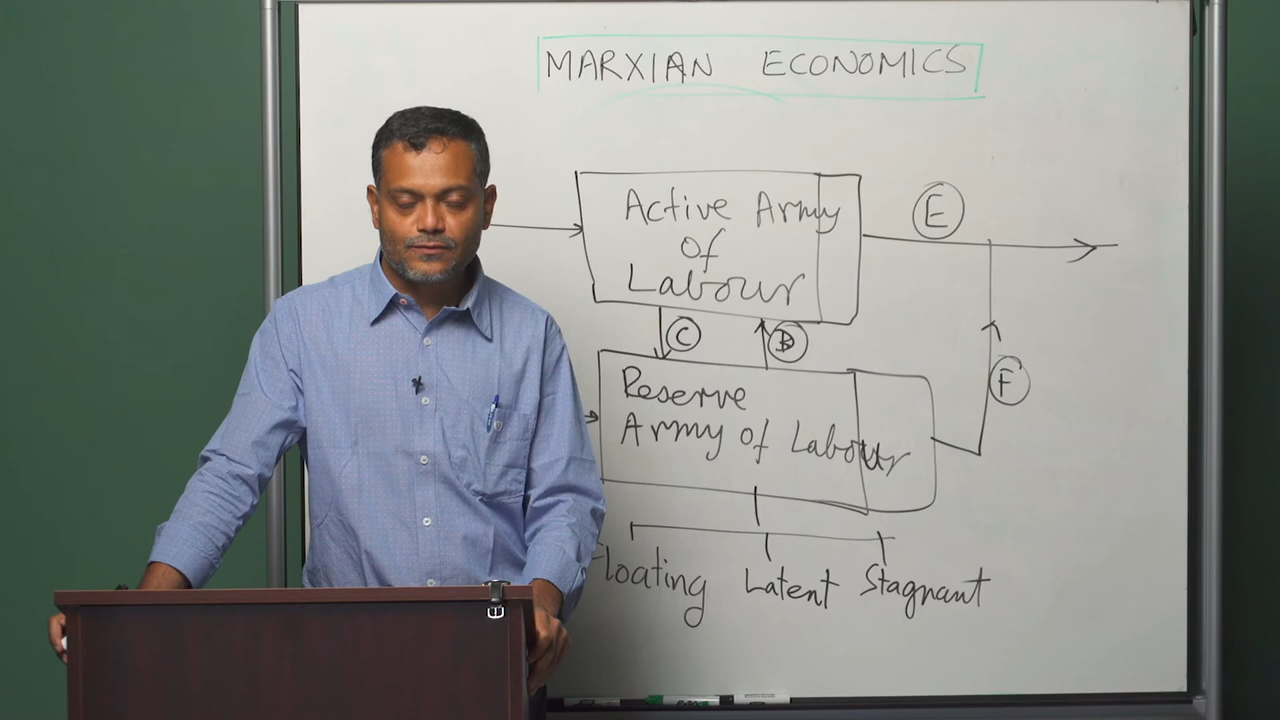 MARXIAN ECONOMICS
Active Army
of
Labour
E
C
B
Reserve
Army of Labour
F
Floating Latent Stagnant